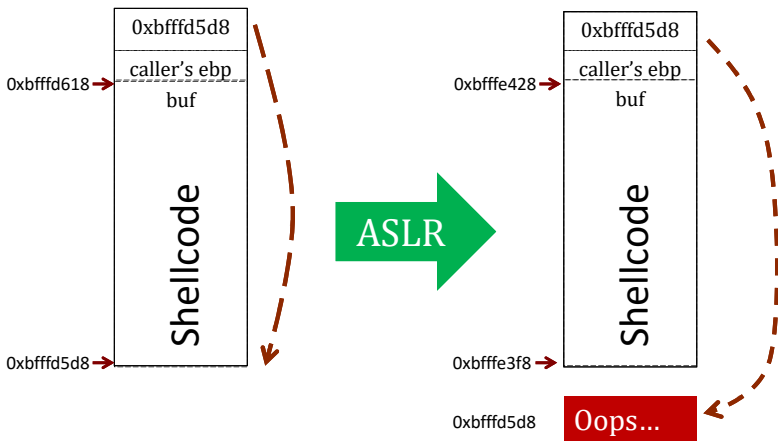 0xbfffd5d8
caller's ebp
0xbfffd618
buf
Shellcode
0xbfffd5d8
ASLR
0xbfffd5d8
caller's ebp
0xbfffe428
buf
Shellcode
0xbfffe3f8
0xbfffd5d8
Oops…